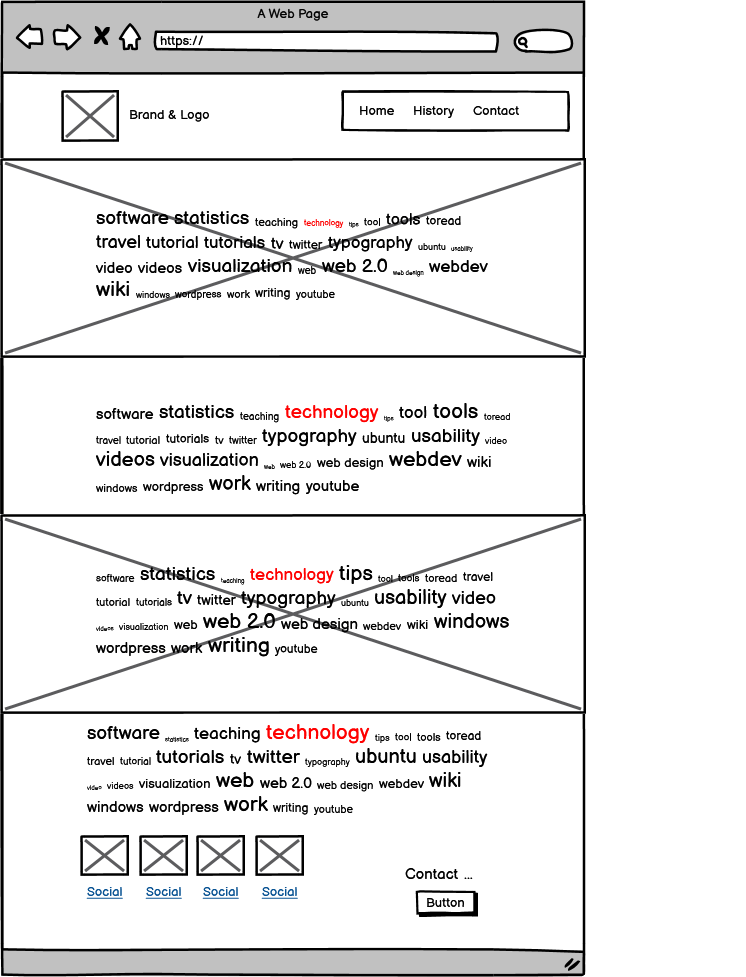 A Web Page
https://
Brand & Logo
Home History Contact
software statistics teaching technology tips tool tools toread
travel tutorial tutorials tv twitter typography ubuntu usability
video videos visualization web web 2.0 web design webdev
wiki windows wordpress work writing youtube
software statistics teaching technology tips tool tools toread
travel tutorial tutorials tv twitter typography ubuntu usability video
videos visualization web web 2.0 web design webdev wiki
windows wordpress work writing youtube
software statistics teaching technology tips tool tools toread travel
tutorial tutorials tv twitter typography ubuntu usability video
videos visualization web web 2.0 web design webdev wiki windows
wordpress work writing youtube
software statistics teaching technology tips tool tools toread
travel tutorial tutorials tv twitter typography ubuntu usability
video videos visualization web web 2.0 web design webdev wiki
windows wordpress work writing youtube
Social Social Social Social
Contact ...
Button